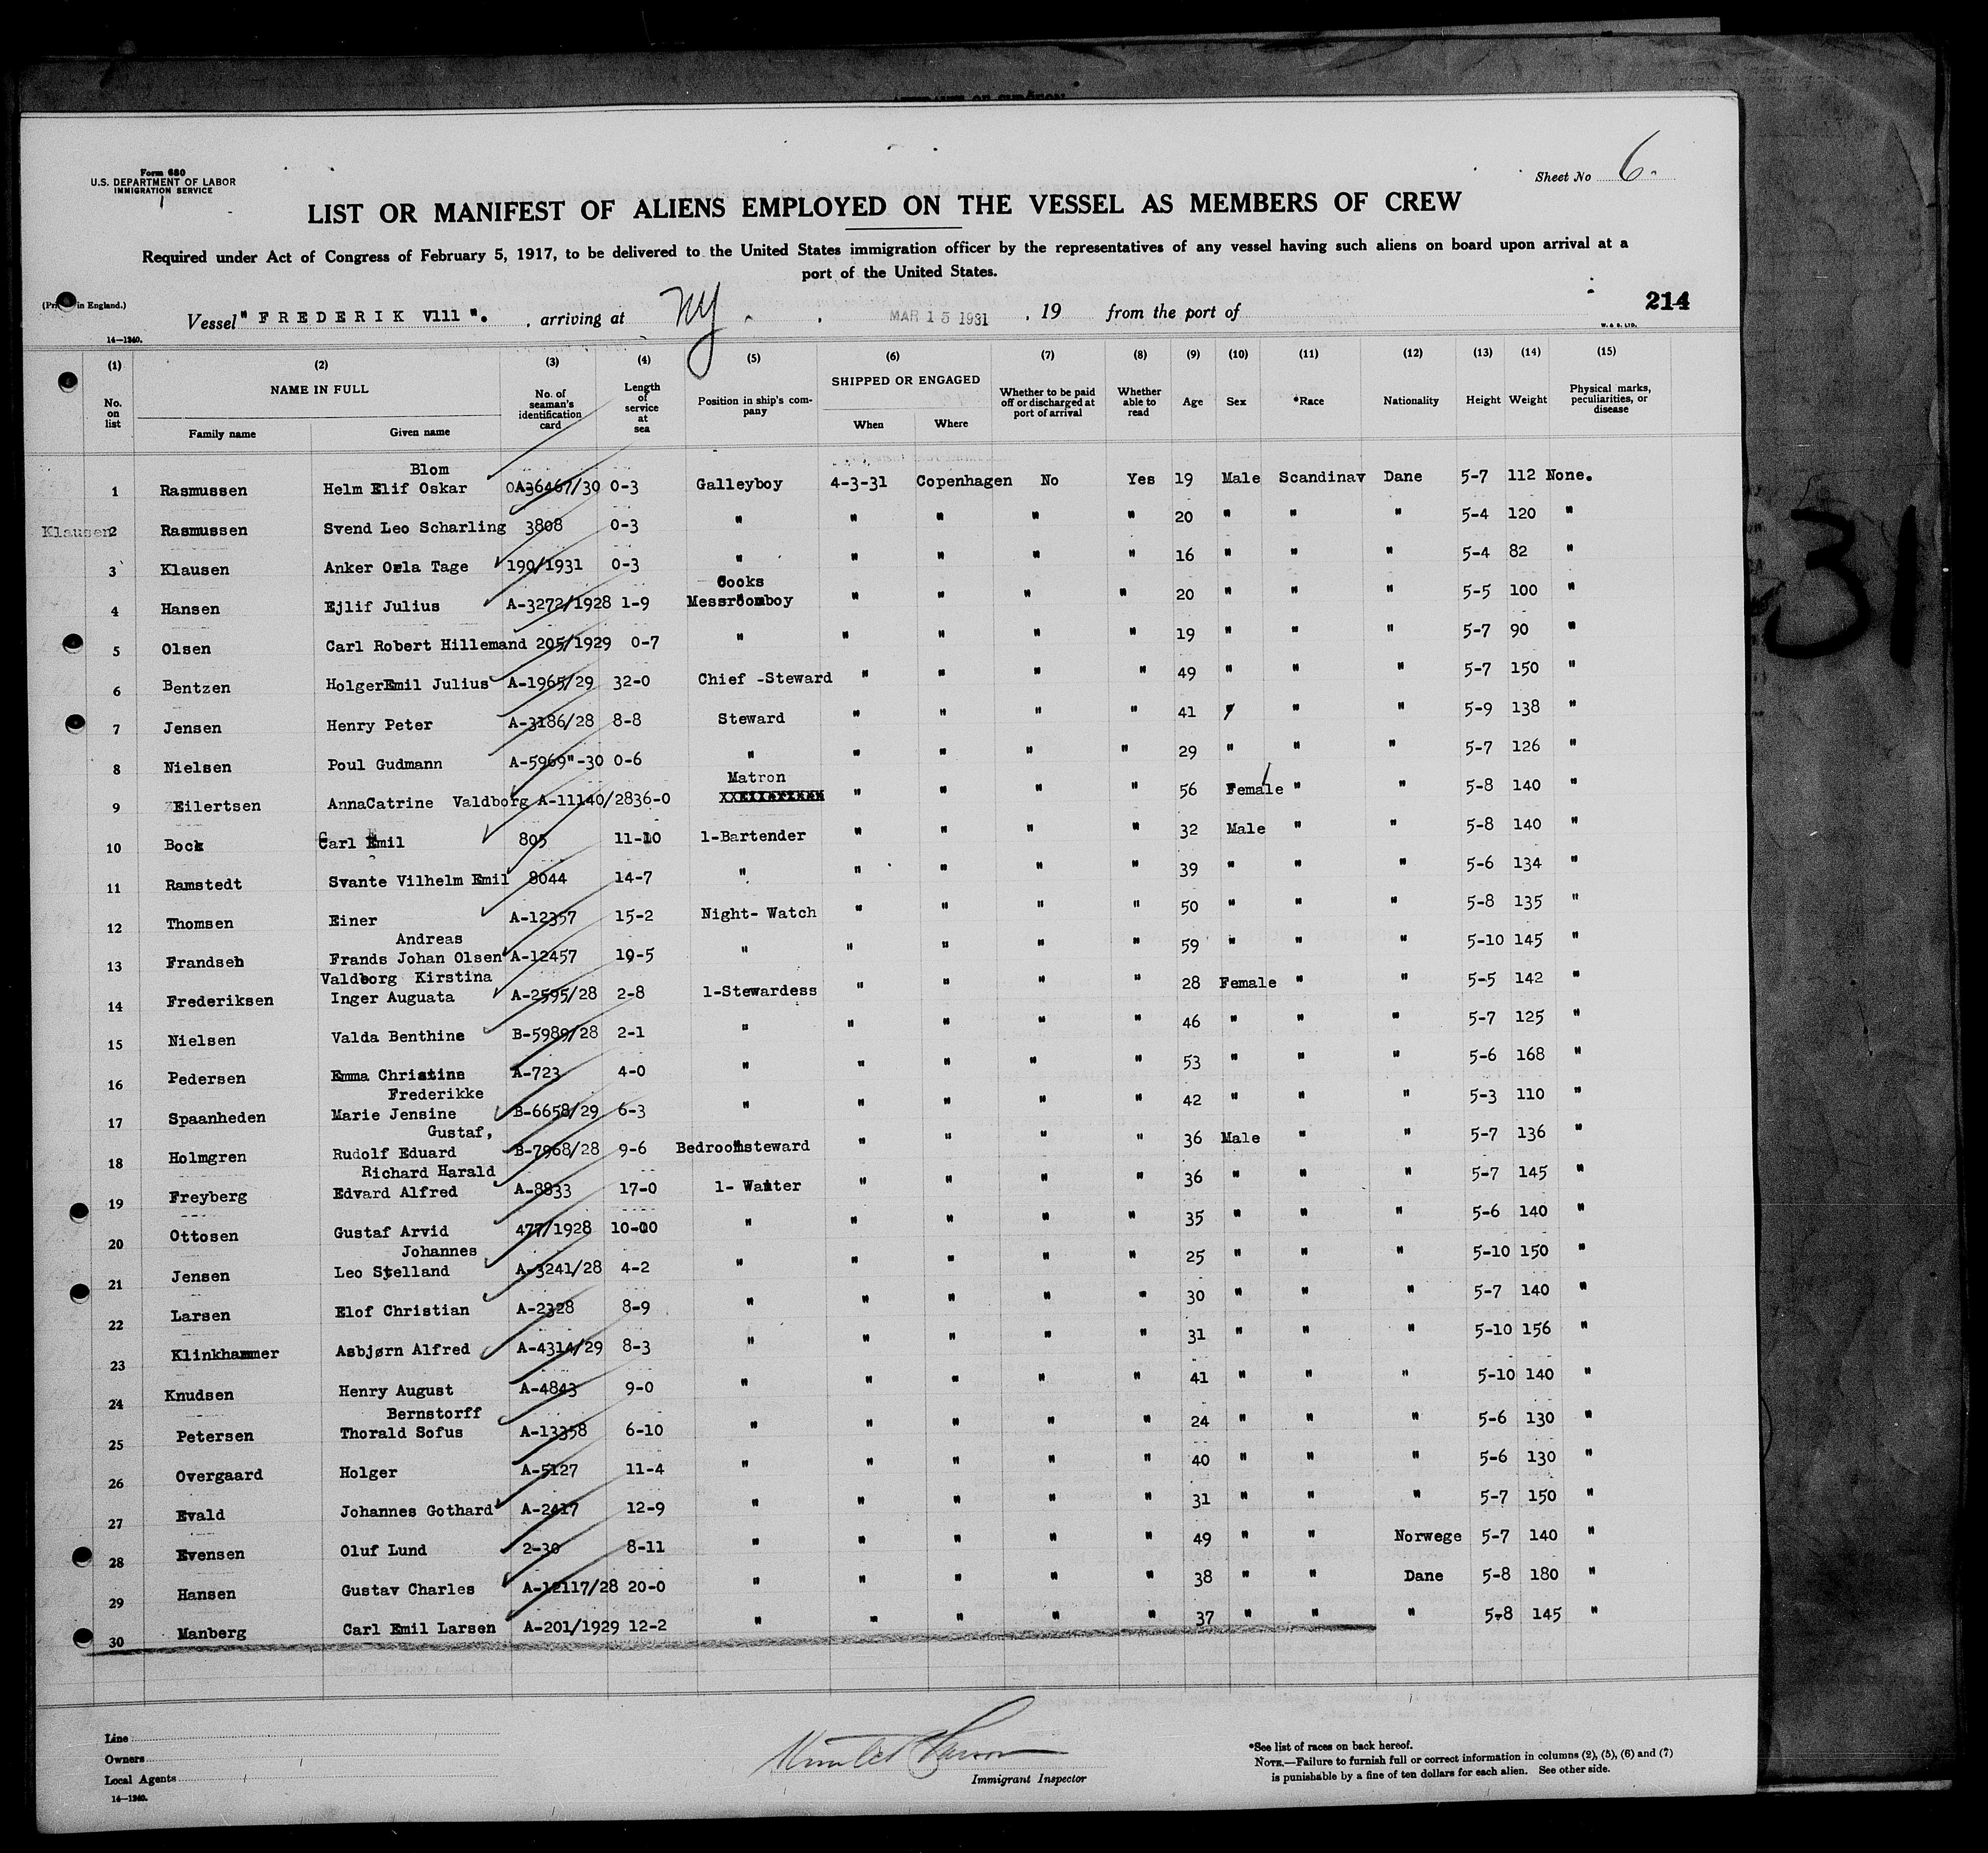 Form 680
U.S. DEPARTMENT OF LABOR
IMMIGRATION SERVICE
Sheet No 6.
LIST OR MANIFEST OF ALIENS EMPLOYED ON THE VESSEL AS MEMBERS OF CREW
Required under Act of Congress of February 5, 1917, to be delivered to the United States immigration officer by the representatives of any vessel having such aliens on board upon arrival at a
port of the United States.
in England.)
214
Vessel " FREDERIK V111 ". , arriving at NY , MAR 15 1931 , 19 from the port of
14—1240.
W. & S. LTD.
(1) (2) (3) (4) (5) (6) (7) (8) (9) (10) (11) (12) (13) (14) (15)
No. on list NAME IN FULL Family name Given name No. of seaman's identification card Length of service at sea Position in ship's company SHIPPED OR ENGAGED When Where Whether to be paid off or discharged at port of arrival Whether able to read Age Sex *Race Nationality Height Weight Physical marks, peculiarities, or disease
Blom
1 Rasmussen Helm Elif Oskar 0A36467/30 0-3 Galleyboy 4-3-31 Copenhagen No Yes 19 Male Scandinav Dane 5-7 112 None.
Klausen 2 Rasmussen Svend Leo Scharling 3808 0-3 " " " " " 20 " " " 5-4 120 "
3 Klausen Anker Orla Tage 190/1931 0-3 " " " " " 16 " " " 5-4 82 "
Cooks
4 Hansen Ejlif Julius A-3272/1928 1-9 Messroomboy " " " " 20 " " " 5-5 100 "
5 Olsen Carl Robert Hillemand 205/1929 0-7 " " " " " 19 " " " 5-7 90 "
6 Bentzen HolgerEmil Julius A-1965/29 32-0 Chief -Steward " " " " 49 " " " 5-7 150 "
7 Jensen Henry Peter A-3186/28 8-8 Steward " " " " 41 " " " 5-9 138 "
8 Nielsen Poul Gudmann A-5969"-30 0-6 " " " " " 29 " " " 5-7 126 "
Matron
9 Eilertsen AnnaCatrine Valdborg A-11140/28 36-0 " " " " 56 Female " " 5-8 140 "
10 Bock Carl Emil 805 11-10 1-Bartender " " " " 32 Male " " 5-8 140 "
11 Ramstedt Svante Vilhelm Emil 8044 14-7 " " " " " 39 " " " 5-6 134 "
12 Thomsen Einer A-12357 15-2 Night- Watch " " " " 50 " " " 5-8 135 "
Andreas
13 Frandsen Frands Johan Olsen A-12457 19-5 " " " " " 59 " " " 5-10 145 "
Valdborg Kirstina
14 Frederiksen Inger Auguata A-2595/28 2-8 1-Stewardess " " " " 28 Female " " 5-5 142 "
15 Nielsen Valda Benthine B-5989/28 2-1 " " " " " 46 " " " 5-7 125 "
16 Pedersen Emma Christine A-723 4-0 " " " " " 53 " " " 5-6 168 "
Frederikke
17 Spaanheden Marie Jensine B-6658/29 6-3 " " " " " 42 " " " 5-3 110 "
Gustaf,
18 Holmgren Rudolf Eduard B-7968/28 9-6 Bedroomsteward " " " " 36 Male " " 5-7 136 "
Richard Harald
19 Freyberg Edvard Alfred A-8833 17-0 1- Waiter " " " " 36 " " " 5-7 145 "
20 Ottosen Gustaf Arvid 477/1928 10-00 " " " " " 35 " " " 5-6 140 "
Johannes
21 Jensen Leo Stelland A-3241/28 4-2 " " " " " 25 " " " 5-10 150 "
22 Larsen Elof Christian A-2328 8-9 " " " " " 30 " " " 5-7 140 "
23 Klinkhammer Asbjørn Alfred A-4314/29 8-3 " " " " " 31 " " " 5-10 156 "
24 Knudsen Henry August A-4843 9-0 " " " " " 41 " " " 5-10 140 "
Bernstorff
25 Petersen Thorald Sofus A-13358 6-10 " " " " " 24 " " " 5-6 130 "
26 Overgaard Holger A-5127 11-4 " " " " " 40 " " " 5-6 130 "
27 Evald Johannes Gothard A-2417 12-9 " " " " " 31 " " " 5-7 150 "
28 Evensen Oluf Lund 2-30 8-11 " " " " " 49 " " Norwege 5-7 140 "
29 Hansen Gustav Charles A-12117/28 20-0 " " " " " 38 " " Dane 5-8 180 "
30 Manberg Carl Emil Larsen A-201/1929 12-2 " " " " " 37 " " " 5-8 145 "
31
Line
Owners
Local Agents
14—1240.
Immigrant Inspector
*See list of races on back hereof.
NOTE.—Failure to furnish full or correct information in columns (2), (5), (6) and (7)
is punishable by a fine of ten dollars for each alien. See other side.